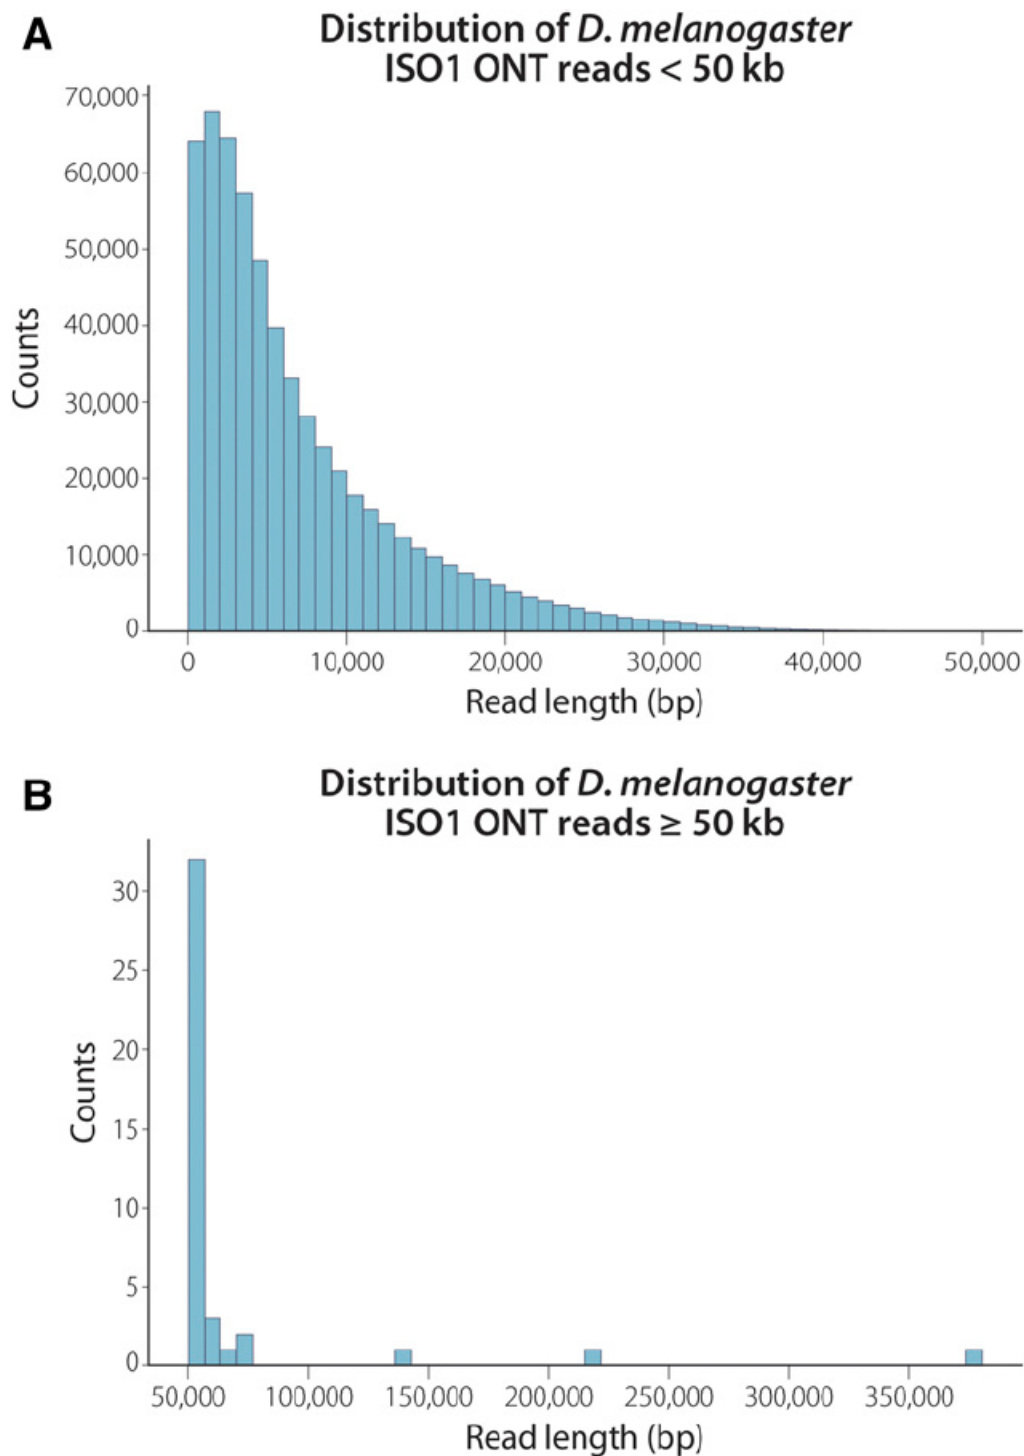 A
Distribution of D. melanogaster
ISO1 ONT reads < 50 kb
70,000
60,000
50,000
40,000
30,000
20,000
10,000
0
Counts
0 10,000 20,000 30,000 40,000 50,000
Read length (bp)
B
Distribution of D. melanogaster
ISO1 ONT reads ≥ 50 kb
30
25
20
15
10
5
0
Counts
50,000 100,000 150,000 200,000 250,000 300,000 350,000
Read length (bp)